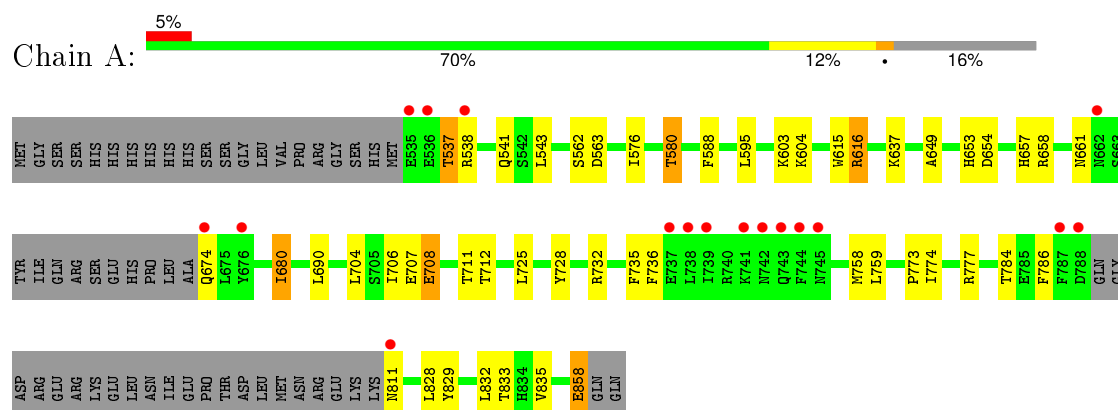 5%
Chain A:
70% 12% • 16%
MET GLY SER SER HIS HIS HIS HIS HIS HIS SER SER GLY LEU VAL PRO ARG GLY SER HIS MET E535 E536 T537 R538 Q541 S542 L543 S562 D563 I576 T580 F588 L595 K603 K604 W615 R616 K637 A649 H653 D654 H657 R658 N661 N662 S663
TYR ILE GLN ARG SER GLU HIS PRO LEU ALA Q674 L675 Y676 I680 L690 L704 S705 I706 E707 E708 T711 T712 L725 Y728 R732 F735 F736 E737 L738 I739 R740 K741 N742 Q743 F744 N745 M758 L759 P773 I774 R777 T784 E785 F786 F787 D788 GLN GLY
ASP ARG GLU ARG LYS GLU LEU ASN ILE GLU PRO THR ASP LEU MET ASN ARG GLU LYS LYS N811 L828 Y829 L832 T833 H834 V835 E858 GLN GLN